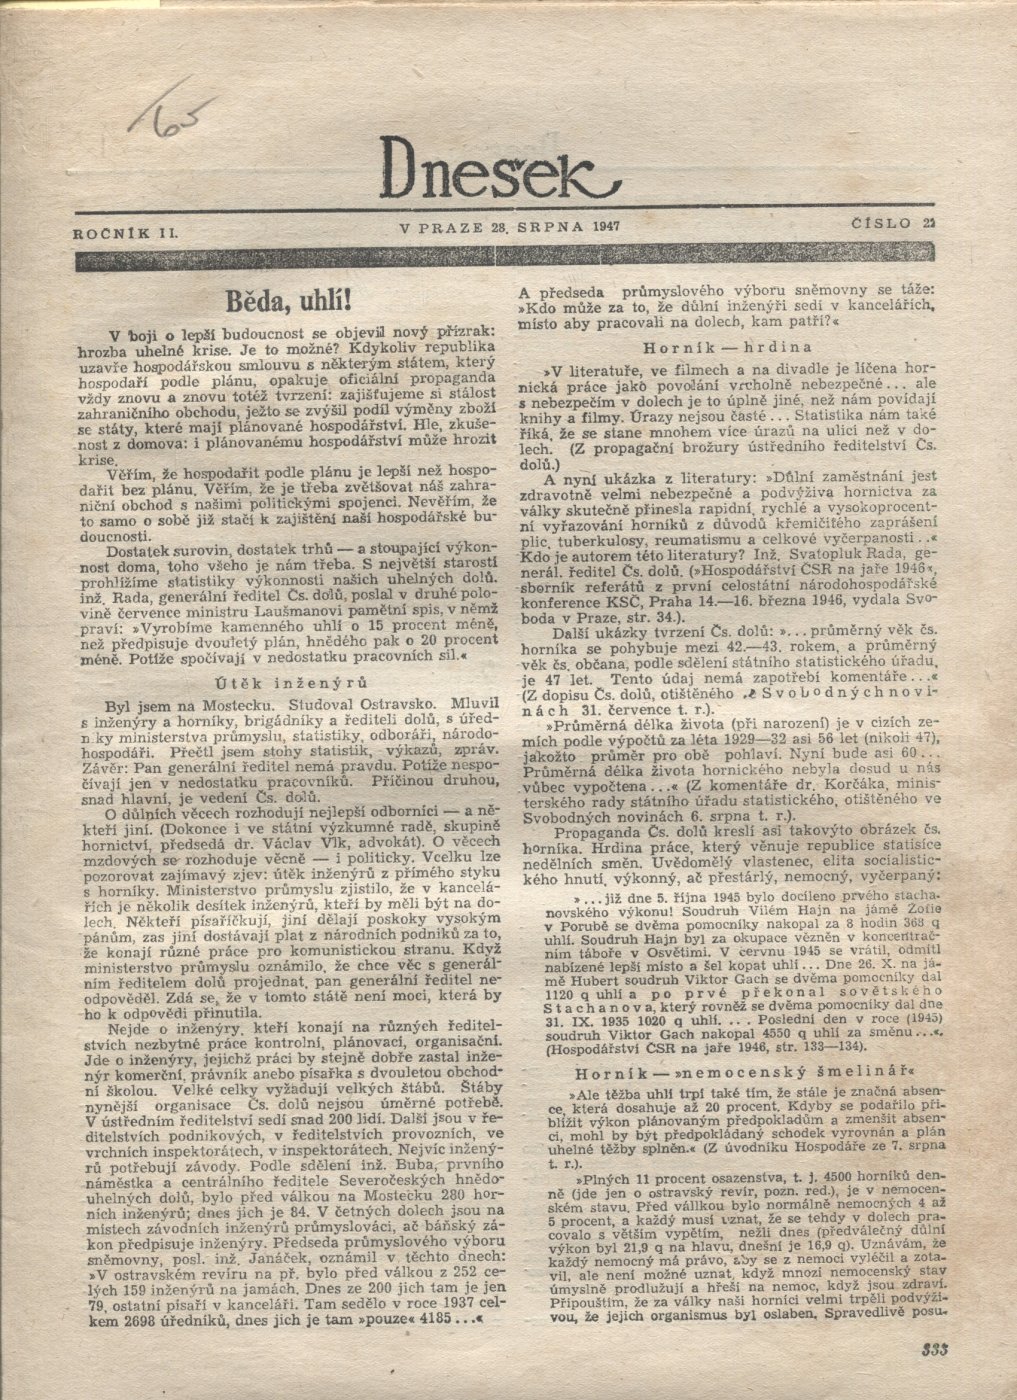 65
Dnešek
ROČNÍK II. V PRAZE 28. SRPNA 1947 ČÍSLO 22
Běda, uhlí!
V boji o lepší budoucnost se objevil nový přízrak:
hrozba uhelné krise. Je to možné? Kdykoliv republika
uzavře hospodářskou smlouvu s některým státem, který
hospodaří podle plánu, opakuje oficiální propaganda
vždy znovu a znovu totéž tvrzení: zajišťujeme si stálost
zahraničního obchodu, ježto se zvýšil podíl výměny zboží
se státy, které mají plánované hospodářství. Hle, zkuše-
nost z domova: i plánovanému hospodářství může hrozit
krise.
Věřím, že hospodařit podle plánu je lepší než hospo-
dařit bez plánu. Věřím, že je třeba zvětšovat náš zahra-
niční obchod s našimi politickými spojenci. Nevěřím, že
to samo o sobě již stačí k zajištění naší hospodářské bu-
doucnosti.
Dostatek surovin, dostatek trhů — a stoupající výkon-
nost doma, toho všeho je nám třeba. S největší starostí
prohlížíme statistiky výkonnosti našich uhelných dolů.
inž. Rada, generální ředitel Čs. dolů, poslal v druhé polo-
vině července ministru Laušmanovi pamětní spis, v němž
praví: »Vyrobíme kamenného uhlí o 15 procent méně,
než předpisuje dvouletý plán, hnědého pak o 20 procent
méně. Potíže spočívají v nedostatku pracovních sil.«
Útěk inženýrů
Byl jsem na Mostecku. Studoval Ostravsko. Mluvil
s inženýry a horníky, brigádníky a řediteli dolů, s úřed-
níky ministerstva průmyslu, statistiky, odboráři, národo-
hospodáři. Přečtl jsem stohy statistik, výkazů, zpráv.
Závěr: Pan generální ředitel nemá pravdu. Potíže nespo-
čívají jen v nedostatku pracovníků. Příčinou druhou,
snad hlavní, je vedení Čs. dolů.
O důlních věcech rozhodují nejlepší odborníci — a ně-
kteří jiní. (Dokonce i ve státní výzkumné radě, skupině
hornictví, předsedá dr. Václav Vlk, advokát). O věcech
mzdových se rozhoduje věcně — i politicky. Vcelku lze
pozorovat zajímavý zjev: útěk inženýrů z přímého styku
s horníky. Ministerstvo průmyslu zjistilo, že v kancelá-
řích je několik desítek inženýrů, kteří by měli být na do-
lech. Někteří písaříčkují, jiní dělají poskoky vysokým
pánům, zas jiní dostávají plat z národních podniků za to,
že konají různé práce pro komunistickou stranu. Když
ministerstvo průmyslu oznámilo, že chce věc s generál-
ním ředitelem dolů projednat, pan generální ředitel ne-
odpověděl. Zdá se, že v tomto státě není moci, která by
ho k odpovědi přinutila.
Nejde o inženýry, kteří konají na různých ředitel-
stvích nezbytné práce kontrolní, plánovací, organisační.
Jde o inženýry, jejichž práci by stejně dobře zastal inže-
nýr komerční, právník anebo písařka s dvouletou obchod-
ní školou. Velké celky vyžadují velkých štábů. Štáby
nynější organisace Čs. dolů nejsou úměrné potřebě.
V ústředním ředitelství sedí snad 200 lidí. Další jsou v ře-
ditelstvích podnikových, v ředitelstvích provozních, ve
vrchních inspektorátech, v inspektorátech. Nejvíc inžený-
rů potřebují závody. Podle sdělení inž. Buba, prvního
náměstka a centrálního ředitele Severočeských hnědo-
uhelných dolů, bylo před válkou na Mostecku 280 hor-
ních inženýrů; dnes jich je 84. V četných dolech jsou na
místech závodních inženýrů průmyslováci, ač báňský zá-
kon předpisuje inženýry. Předseda průmyslového výboru
sněmovny, posl. inž. Janáček, oznámil v těchto dnech:
»V ostravském revíru na př. bylo před válkou z 252 ce-
lých 159 inženýrů na jamách. Dnes ze 200 jich tam je jen
79, ostatní písaří v kanceláři. Tam sedělo v roce 1937 cel-
kem 2698 úředníků, dnes jich je tam »pouze« 4185 . . .«
A předseda průmyslového výboru sněmovny se táže:
»Kdo může za to, že důlní inženýři sedí v kancelářích,
místo aby pracovali na dolech, kam patří?«
Horník — hrdina
»V literatuře, ve filmech a na divadle je líčena hor-
nická práce jako povolání vrcholně nebezpečné . . . ale
s nebezpečím v dolech je to úplně jiné, než nám povídají
knihy a filmy. Úrazy nejsou časté . . . Statistika nám také
říká, že se stane mnohem více úrazů na ulici než v do-
lech. (Z propagační brožury ústředního ředitelství Čs.
dolů.)
A nyní ukázka z literatury: »Důlní zaměstnání jest
zdravotně velmi nebezpečné a podvýživa hornictva za
války skutečně přinesla rapidní, rychlé a vysokoprocent-
ní vyřazování horníků z důvodů křemičitého zaprášení
plic, tuberkulosy, reumatismu a celkové vyčerpanosti . . .«
Kdo je autorem této literatury? Inž. Svatopluk Rada, ge-
nerál. ředitel Čs. dolů. (»Hospodářství ČSR na jaře 1946«,
sborník referátů z první celostátní národohospodářské
konference KSČ, Praha 14.—16. března 1946, vydala Svo-
boda v Praze, str. 34.).
Další ukázky tvrzení Čs. dolů: ». . . průměrný věk čs.
horníka se pohybuje mezi 42.—43. rokem, a průměrný
věk čs. občana, podle sdělení státního statistického úřadu,
je 47 let. Tento údaj nemá zapotřebí komentáře . . .«
(Z dopisu Čs. dolů, otištěného ve Svobodných novi-
nách 31. července t. r.).
»Průměrná délka života (při narození) je v cizích ze-
mích podle výpočtů za léta 1929—32 asi 56 let (nikoli 47),
jakožto průměr pro obě pohlaví. Nyní bude asi 60 . . .
Průměrná délka života hornického nebyla dosud u nás
vůbec vypočtena . . .« (Z komentáře dr. Korčáka, minis-
terského rady státního úřadu statistického, otištěného ve
Svobodných novinách 6. srpna t. r.).
Propaganda Čs. dolů kreslí asi takovýto obrázek čs.
horníka. Hrdina práce, který věnuje republice statisíce
nedělních směn. Uvědomělý vlastenec, elita socialistic-
kého hnutí, výkonný, ač přestárlý, nemocný, vyčerpaný:
». . . již dne 5. října 1945 bylo docíleno prvého stacha-
novského výkonu! Soudruh Vilém Hajn na jámě Žofie
v Porubě se dvěma pomocníky nakopal za 8 hodin 368 q
uhlí. Soudruh Hajn byl za okupace vězněn v koncentrač-
ním táboře v Osvětimi. V červnu 1945 se vrátil, odmítl
nabízené lepší místo a šel kopat uhlí . . . Dne 26. X. na já-
mě Hubert soudruh Viktor Gach se dvěma pomocníky dal
1120 q uhlí a po prvé překonal sovětského
Stachanova, který rovněž se dvěma pomocníky dal dne
31. IX. 1935 1020 q uhlí. . . . Poslední den v roce (1945)
soudruh Viktor Gach nakopal 4550 q uhlí za směnu . . .«.
(Hospodářství ČSR na jaře 1946, str. 133—134).
Horník — »nemocenský šmelinář«
»Ale těžba uhlí trpí také tím, že stále je značná absen-
ce, která dosahuje až 20 procent. Kdyby se podařilo při-
blížit výkon plánovaným předpokladům a zmenšit absen-
ci, mohl by být předpokládaný schodek vyrovnán a plán
uhelné těžby splněn.« (Z úvodníku Hospodáře ze 7. srpna
t. r.).
»Plných 11 procent osazenstva, t. j. 4500 horníků den-
ně (jde jen o ostravský revír, pozn. red.), je v nemocen-
ském stavu. Před válkou bylo normálně nemocných 4 až
5 procent, a každý musí uznat, že se tehdy v dolech pra-
covalo s větším vypětím, nežli dnes (předválečný důlní
výkon byl 21,9 q na hlavu, dnešní je 16,9 q). Uznávám, že
každý nemocný má právo, aby se z nemoci vyléčil a zota-
vil, ale není možné uznat, když mnozí nemocenský stav
úmyslně prodlužují a hřeší na nemoc, když jsou zdraví.
Připouštím, že za války naši horníci velmi trpěli podvýži-
vou, že jejich organismus byl oslaben. Spravedlivě posu-
333